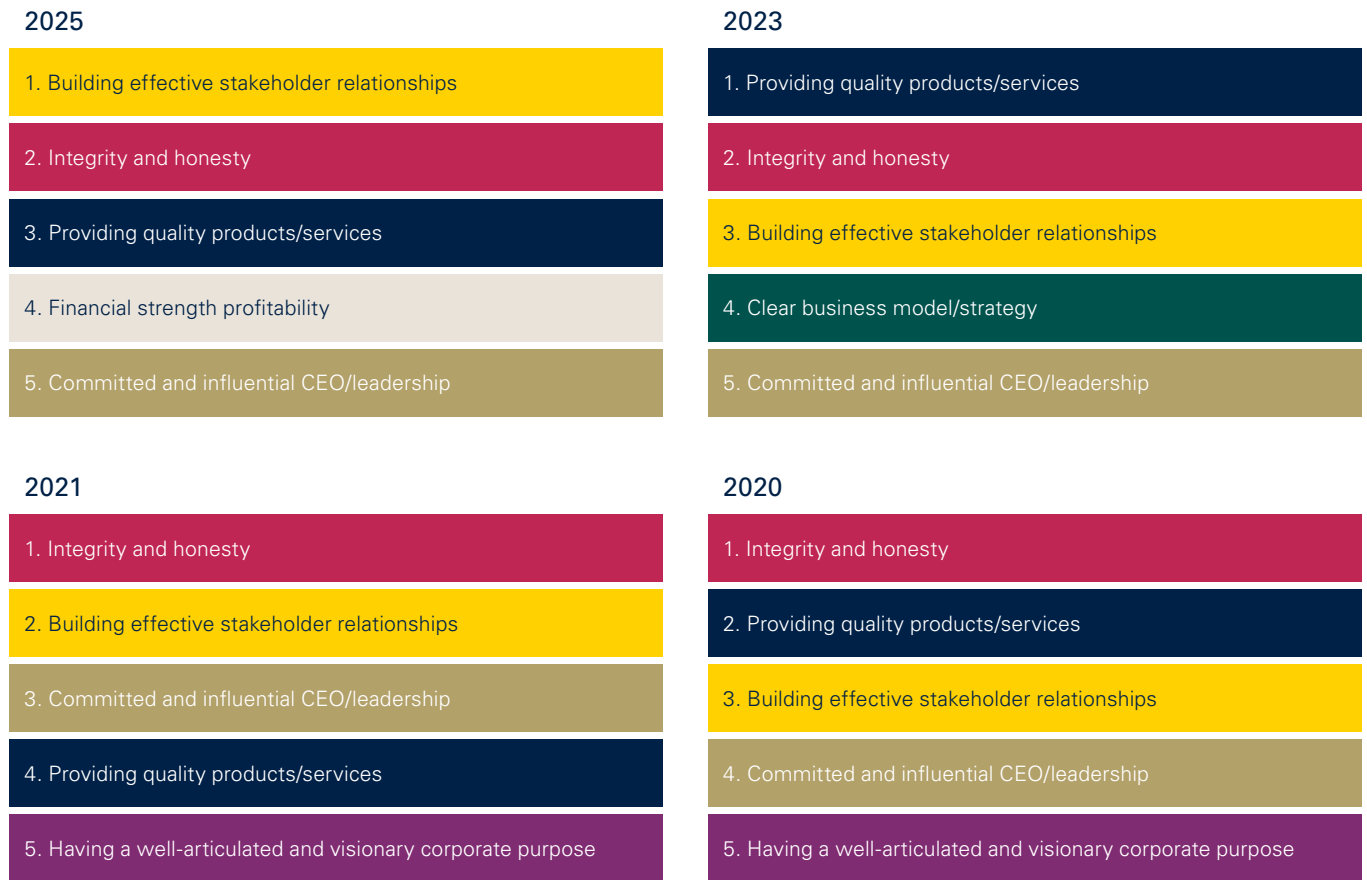 2025
1. Building effective stakeholder relationships
2. Integrity and honesty
3. Providing quality products/services
4. Financial strength profitability
5. Committed and influential CEO/leadership
2023
1. Providing quality products/services
2. Integrity and honesty
3. Building effective stakeholder relationships
4. Clear business model/strategy
5. Committed and influential CEO/leadership
2021
1. Integrity and honesty
2. Building effective stakeholder relationships
3. Committed and influential CEO/leadership
4. Providing quality products/services
5. Having a well-articulated and visionary corporate purpose
2020
1. Integrity and honesty
2. Providing quality products/services
3. Building effective stakeholder relationships
4. Committed and influential CEO/leadership
5. Having a well-articulated and visionary corporate purpose